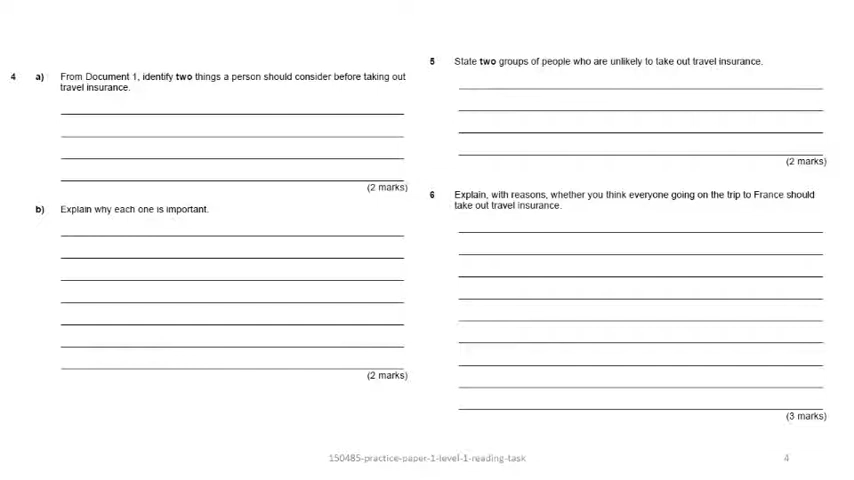 4 a) From Document 1, identify two things a person should consider before taking out
travel insurance.
(2 marks)
b) Explain why each one is important.
(2 marks)
5 State two groups of people who are unlikely to take out travel insurance.
(2 marks)
6 Explain, with reasons, whether you think everyone going on the trip to France should
take out travel insurance.
(3 marks)
150485-practice-paper-1-level-1-reading-task
4